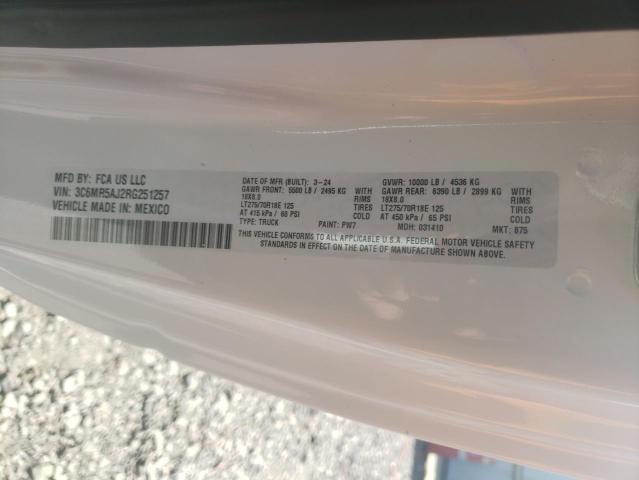 MFD BY: FCA US LLC
VIN: 3C6MR5AJ2RG251257
VEHICLE MADE IN: MEXICO
DATE OF MFR (BUILT): 3-24
GAWR FRONT: 5500 LB / 2495 KG WITH
18X8.0 RIMS
LT275/70R18E 125 TIRES
AT 415 kPa / 60 PSI COLD
TYPE: TRUCK PAINT: PW7
GVWR: 10000 LB / 4536 KG
GAWR REAR: 6390 LB / 2899 KG WITH
18X8.0 RIMS
LT275/70R18E 125 TIRES
AT 450 kPa / 65 PSI COLD
MDH: 031410 MKT: 875
THIS VEHICLE CONFORMS TO ALL APPLICABLE U.S.A. FEDERAL MOTOR VEHICLE SAFETY
STANDARDS IN EFFECT ON THE DATE OF MANUFACTURE SHOWN ABOVE.